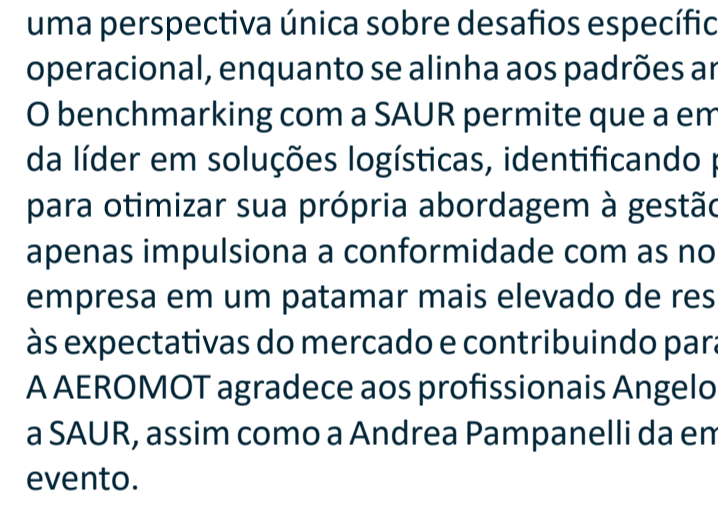 uma perspectiva única sobre desafios específic
operacional, enquanto se alinha aos padrões
O benchmarking com a SAUR permite que a em
da líder em soluções logísticas, identificando
para otimizar sua própria abordagem à gestão
apenas impulsiona a conformidade com as no
empresa em um patamar mais elevado de res
às expectativas do mercado e contribuindo para
A AEROMOT agradece aos profissionais Angelo
a SAUR, assim como a Andrea Pampanelli da em
evento.